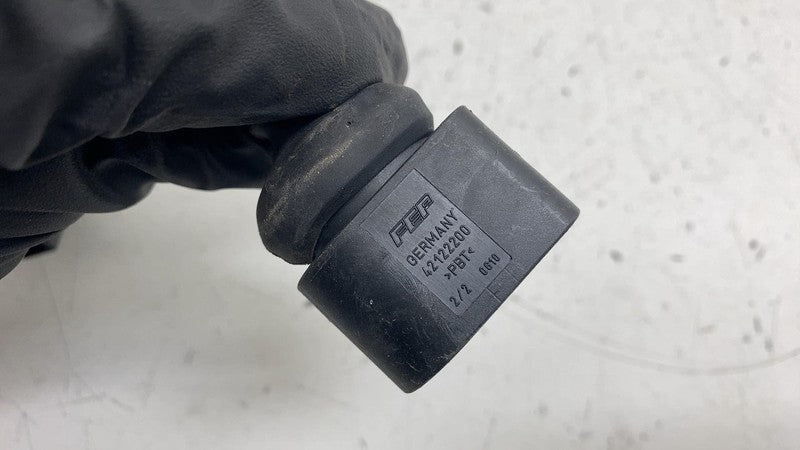 FEP
GERMANY
42122200
>PBT<
2/2 0610